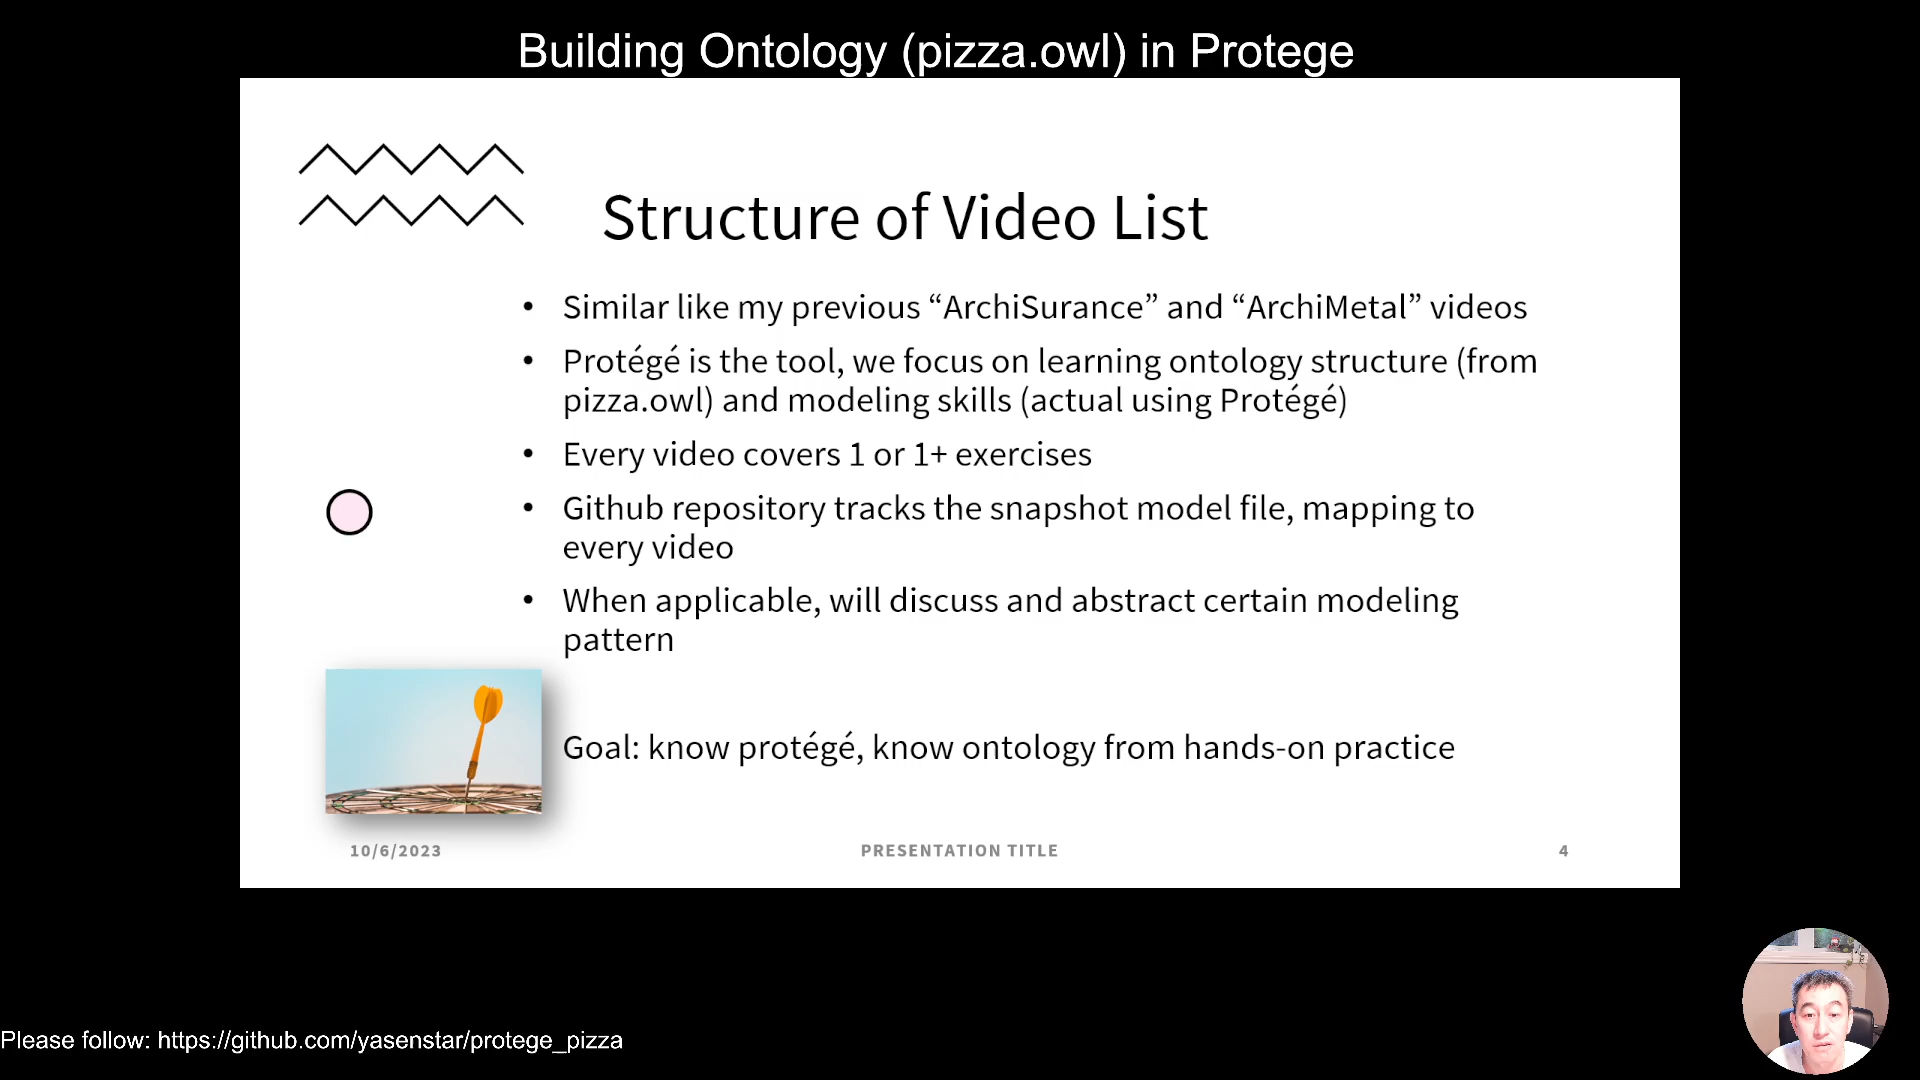 Building Ontology (pizza.owl) in Protege
Structure of Video List
• Similar like my previous “ArchiSurance” and “ArchiMetal” videos
• Protégé is the tool, we focus on learning ontology structure (from
pizza.owl) and modeling skills (actual using Protégé)
• Every video covers 1 or 1+ exercises
• Github repository tracks the snapshot model file, mapping to
every video
• When applicable, will discuss and abstract certain modeling
pattern
Goal: know protégé, know ontology from hands-on practice
10/6/2023
PRESENTATION TITLE
4
Please follow: https://github.com/yasenstar/protege_pizza